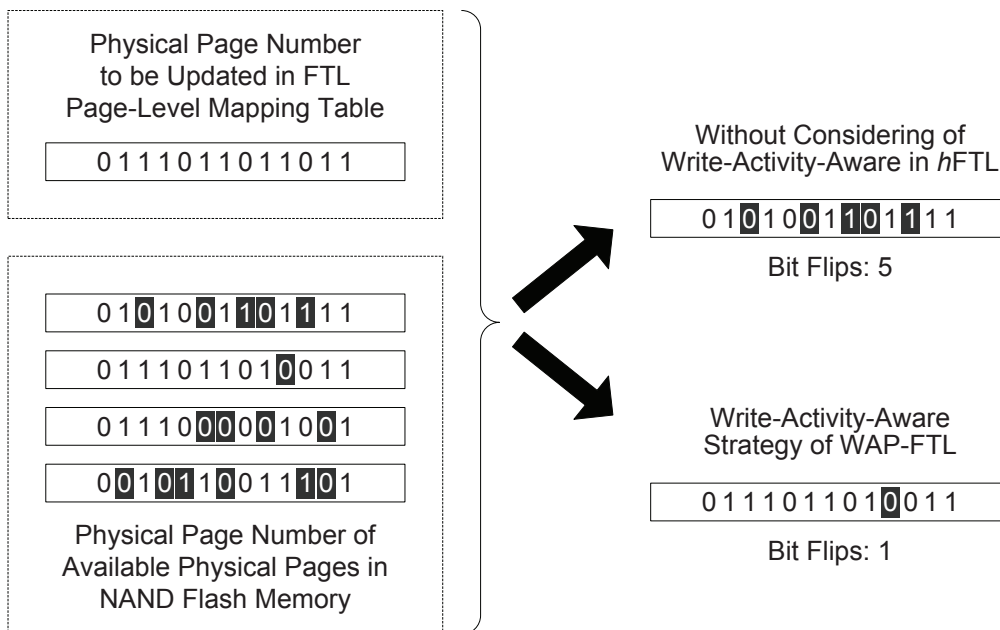 Physical Page Number
to be Updated in FTL
Page-Level Mapping Table
0 1 1 1 0 1 1 0 1 1 0 1 1
0 1 0 1 0 0 1 1 0 1 1 1 1
0 1 1 1 0 1 1 0 1 0 0 1 1
0 1 1 1 0 0 0 0 0 1 0 0 1
0 0 1 0 1 1 0 0 1 1 1 0 1
Physical Page Number of
Available Physical Pages in
NAND Flash Memory
Without Considering of
Write-Activity-Aware in hFTL
0 1 0 1 0 0 1 1 0 1 1 1 1
Bit Flips: 5
Write-Activity-Aware
Strategy of WAP-FTL
0 1 1 1 0 1 1 0 1 0 0 1 1
Bit Flips: 1